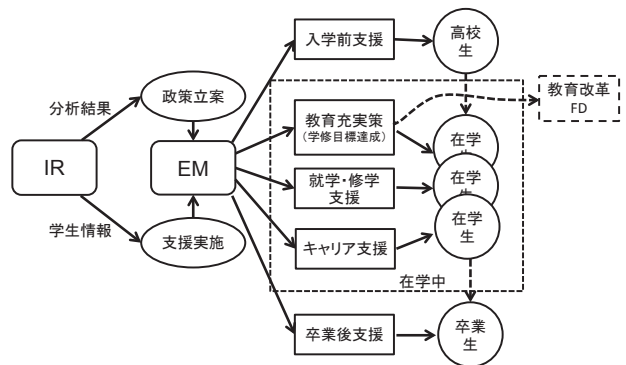 入学前支援
高校
生
教育改革
FD
分析結果
政策立案
教育充実策
(学修目標達成)
在学
IR
EM
就学・修学
支援
在学
学生情報
支援実施
キャリア支援
在学
生
在学中
卒業後支援
卒業
生